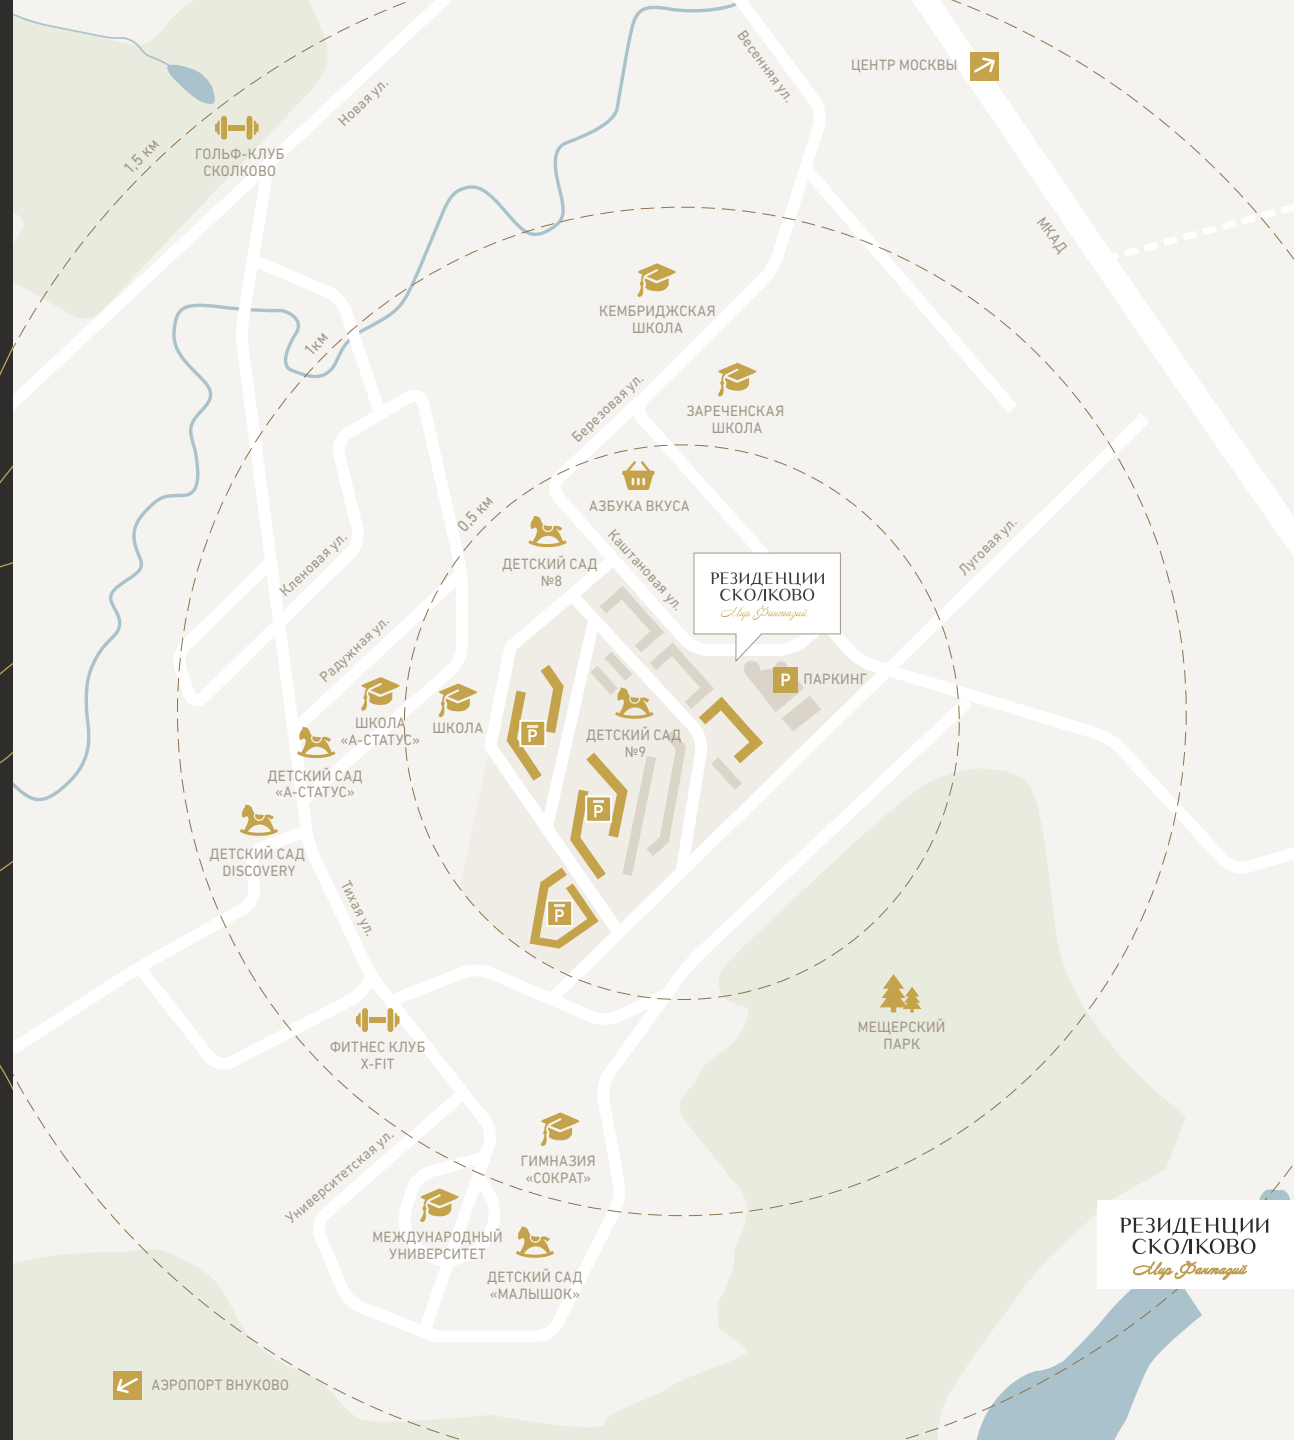 Весенняя ул.
ЦЕНТР МОСКВЫ
Новая ул.
1,5 км
ГОЛЬФ-КЛУБ
СКОЛКОВО
МКАД
КЕМБРИДЖСКАЯ
ШКОЛА
1км
Березовая ул.
ЗАРЕЧЕНСКАЯ
ШКОЛА
0,5 км
АЗБУКА ВКУСА
Кленовая ул.
ДЕТСКИЙ САД
№8
Каштановая ул.
Луговая ул.
РЕЗИДЕНЦИИ
СКОЛКОВО
Мир Фантазий
Радужная ул.
P ПАРКИНГ
ШКОЛА
«А-СТАТУС»
ШКОЛА
P
ДЕТСКИЙ САД
№9
ДЕТСКИЙ САД
«А-СТАТУС»
P
ДЕТСКИЙ САД
DISCOVERY
Тихая ул.
P
МЕЩЕРСКИЙ
ПАРК
ФИТНЕС КЛУБ
X-FIT
Университетская ул.
ГИМНАЗИЯ
«СОКРАТ»
МЕЖДУНАРОДНЫЙ
УНИВЕРСИТЕТ
ДЕТСКИЙ САД
«МАЛЫШОК»
РЕЗИДЕНЦИИ
СКОЛКОВО
Мир Фантазий
АЭРОПОРТ ВНУКОВО